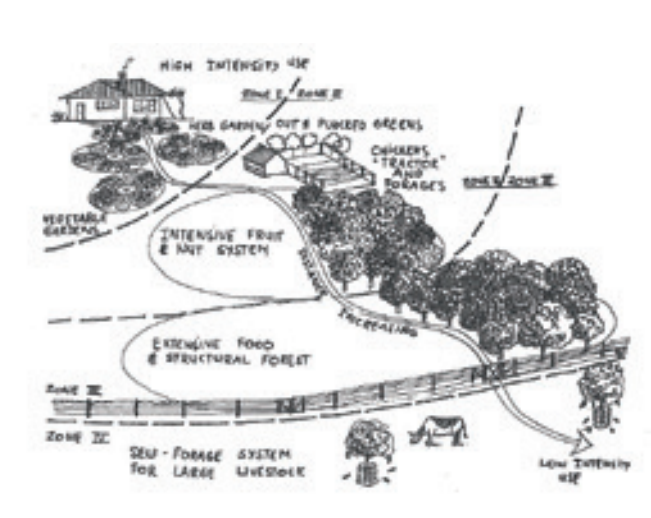 HIGH INTENSITY USE
ZONE I, ZONE II
HERB GARDEN, CUT & PLUCKED GREENS
CHICKENS
"TRACTOR"
AND
FORAGES
ZONE II, ZONE III
VEGETABLE
GARDENS
INTENSIVE FRUIT
& NUT SYSTEM
DISTANCE INCREASING
EXTENSIVE FOOD
& STRUCTURAL FOREST
ZONE III
ZONE IV
SELF-FORAGE SYSTEM
FOR LARGE LIVESTOCK
LOW INTENSITY
USE